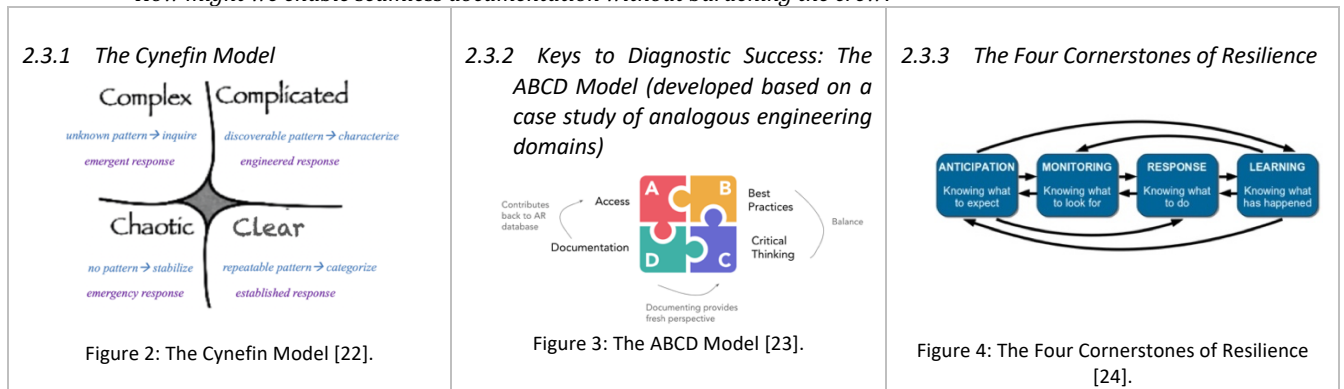 2.3.1 The Cynefin Model
Complex Complicated
unknown pattern → inquire discoverable pattern → characterize
emergent response engineered response
Chaotic Clear
no pattern → stabilize repeatable pattern → categorize
emergency response established response
Figure 2: The Cynefin Model [22].
2.3.2 Keys to Diagnostic Success: The
ABCD Model (developed based on a
case study of analogous engineering
domains)
A B
Access
Best
Practices
Contributes
back to AR
database
Balance
Documentation
Critical
Thinking
D C
Documenting provides
fresh perspective
Figure 3: The ABCD Model [23].
2.3.3 The Four Cornerstones of Resilience
ANTICIPATION
Knowing what
to expect
MONITORING
Knowing what
to look for
RESPONSE
Knowing what
to do
LEARNING
Knowing what
has happened
Figure 4: The Four Cornerstones of Resilience
[24].